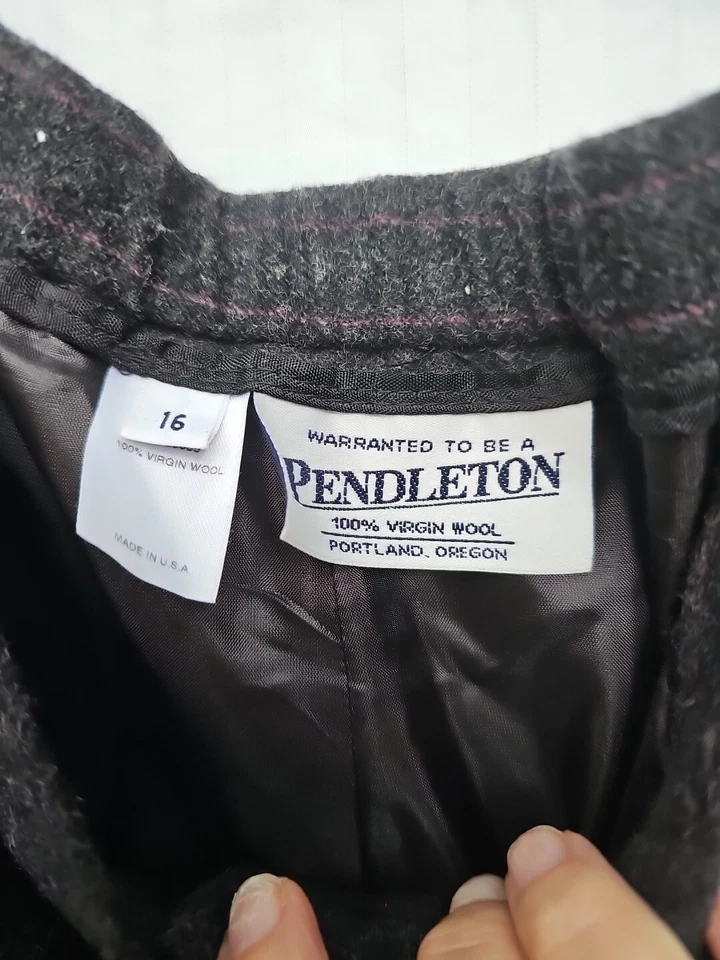 16
100% VIRGIN WOOL
MADE IN U.S.A
WARRANTED TO BE A
PENDLETON
100% VIRGIN WOOL
PORTLAND, OREGON